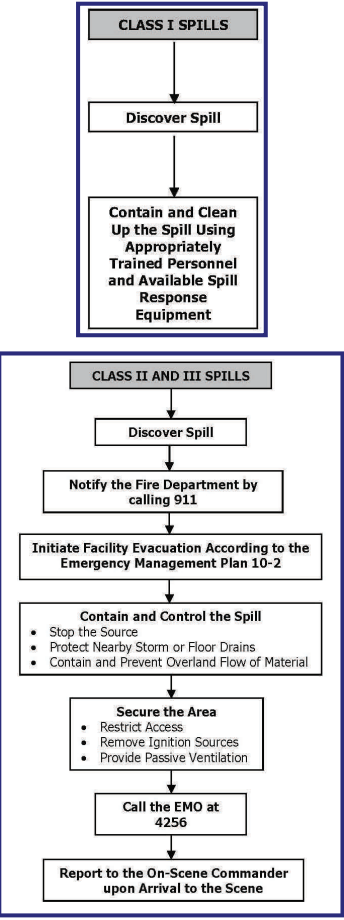 CLASS I SPILLS
Discover Spill
Contain and Clean
Up the Spill Using
Appropriately
Trained Personnel
and Available Spill
Response
Equipment
CLASS II AND III SPILLS
Discover Spill
Notify the Fire Department by
calling 911
Initiate Facility Evacuation According to the
Emergency Management Plan 10-2
Contain and Control the Spill
• Stop the Source
• Protect Nearby Storm or Floor Drains
• Contain and Prevent Overland Flow of Material
Secure the Area
• Restrict Access
• Remove Ignition Sources
• Provide Passive Ventilation
Call the EMO at
4256
Report to the On-Scene Commander
upon Arrival to the Scene